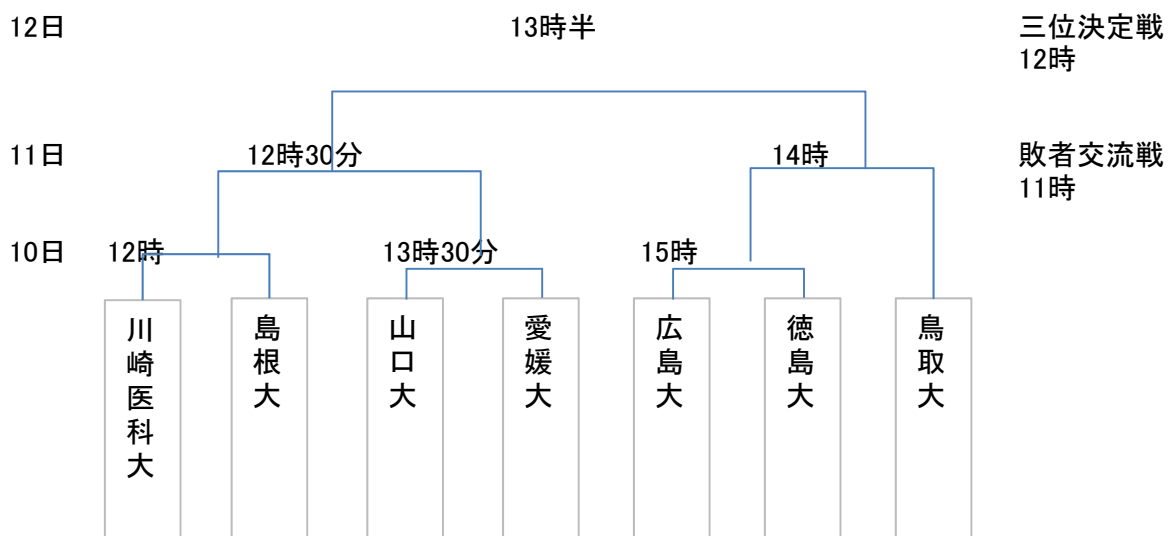 12日
13時半
三位決定戦
12時
11日
12時30分
14時
敗者交流戦
11時
10日
12時
13時30分
15時
川崎医科大
島根大
山口大
愛媛大
広島大
徳島大
鳥取大